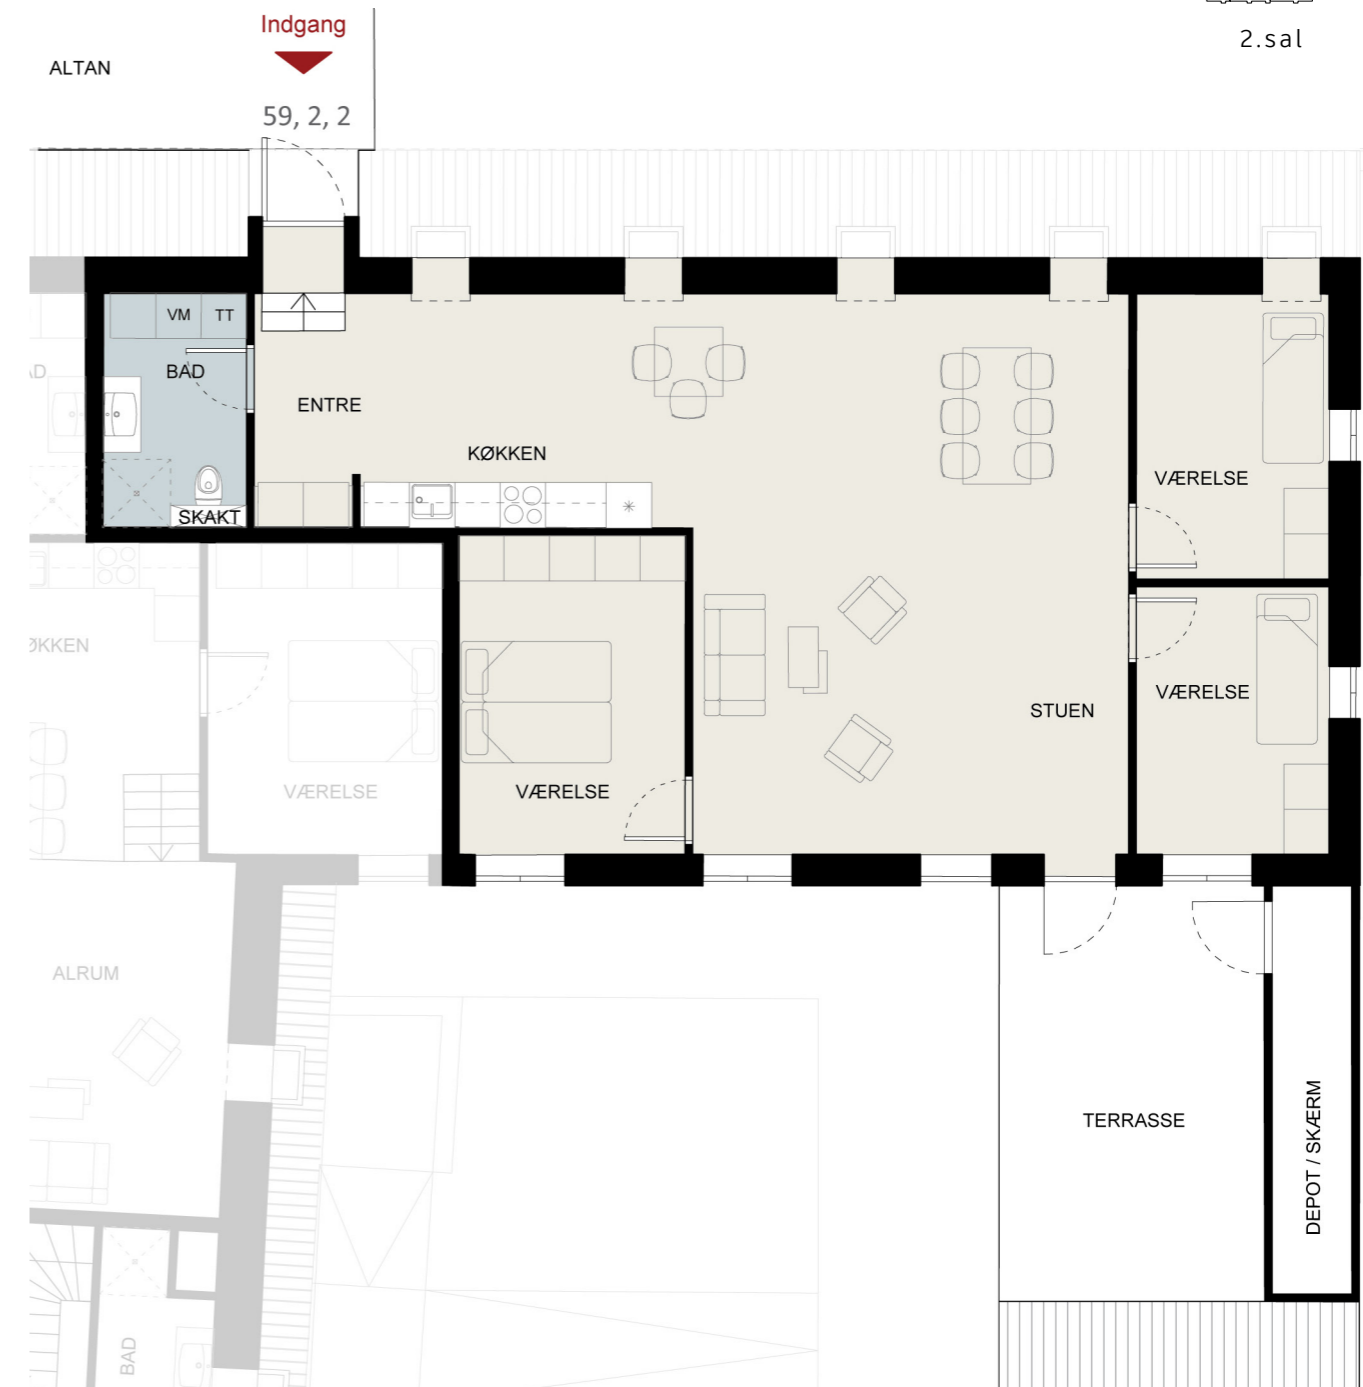 Indgang
2.sal
ALTAN
59, 2, 2
VM
TT
BAD
AD
ENTRE
KØKKEN
VÆRELSE
SKAKT
ØKKEN
VÆRELSE
STUEN
VÆRELSE
VÆRELSE
ALRUM
TERRASSE
DEPOT / SKÆRM
BAD